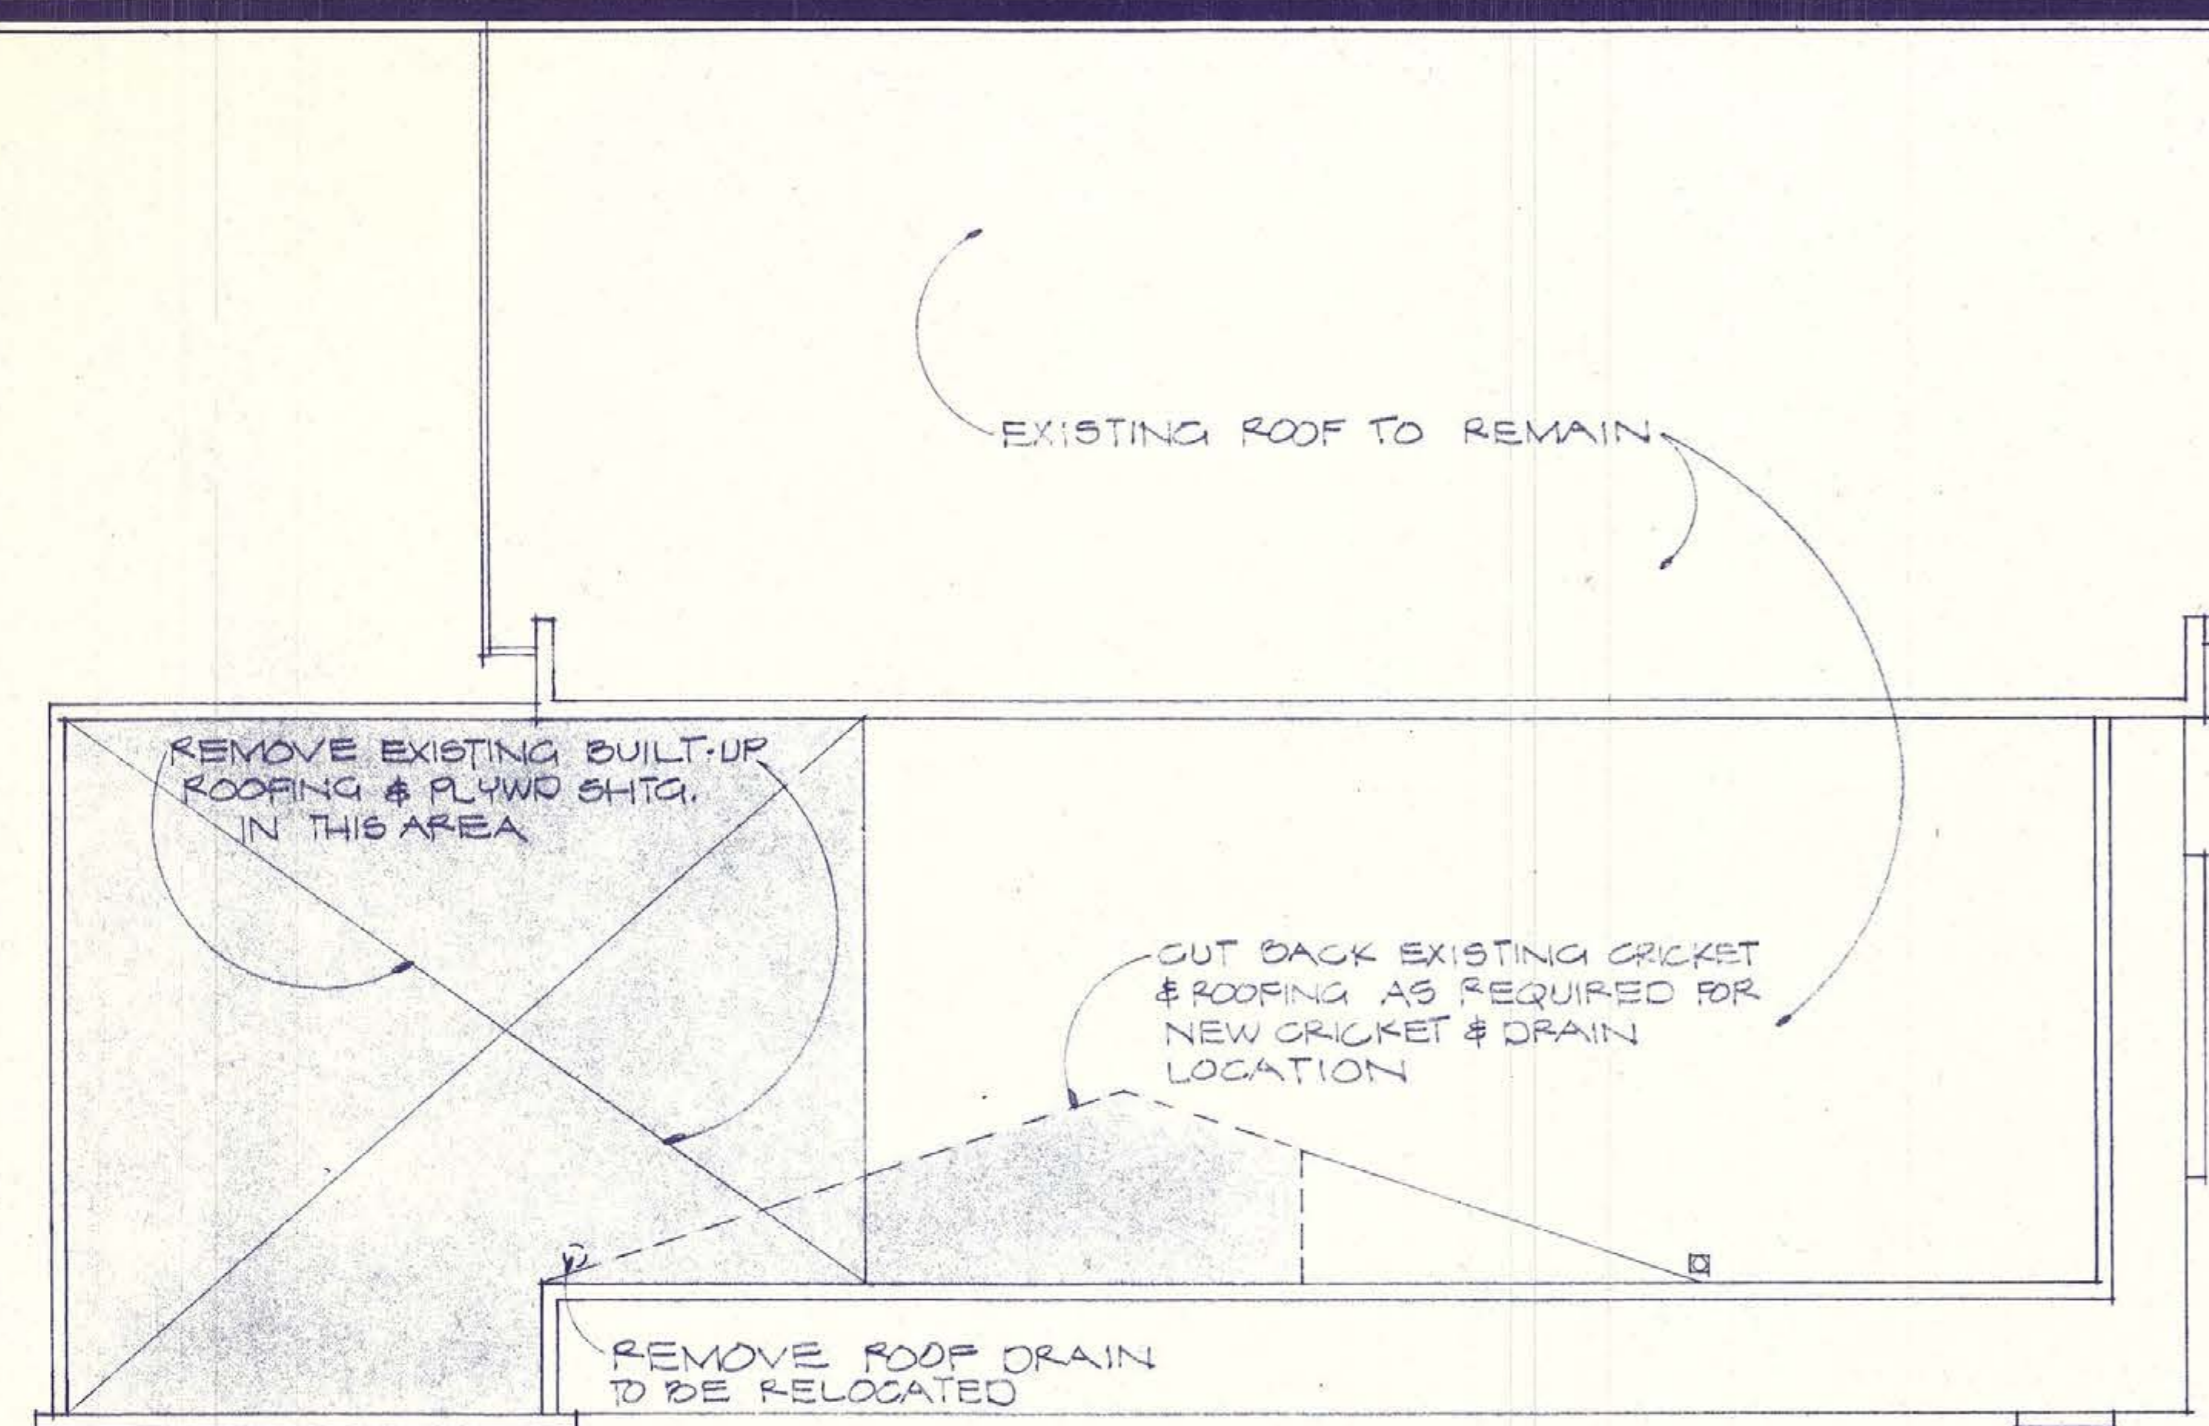 EXISTING ROOF TO REMAIN
REMOVE EXISTING BUILT-UP
ROOFING & PLYWD SHTG.
IN THIS AREA
CUT BACK EXISTING CRICKET
& ROOFING AS REQUIRED FOR
NEW CRICKET & DRAIN
LOCATION
REMOVE ROOF DRAIN
TO BE RELOCATED